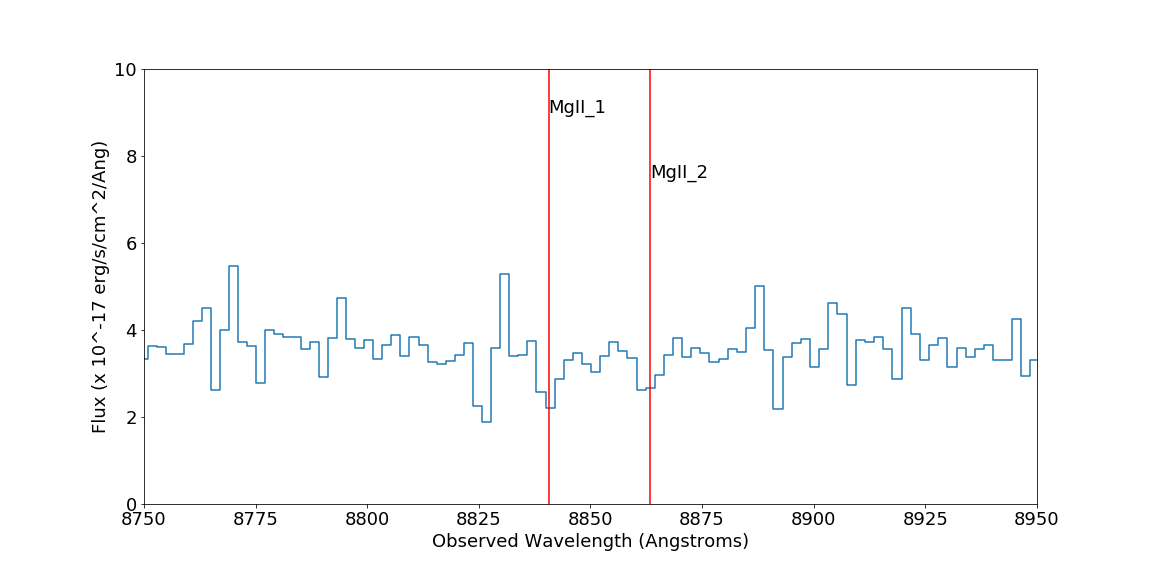 10
8
6
4
2
0
Flux (x 10^-17 erg/s/cm^2/Ang)
MgII_1
MgII_2
8750 8775 8800 8825 8850 8875 8900 8925 8950
Observed Wavelength (Angstroms)